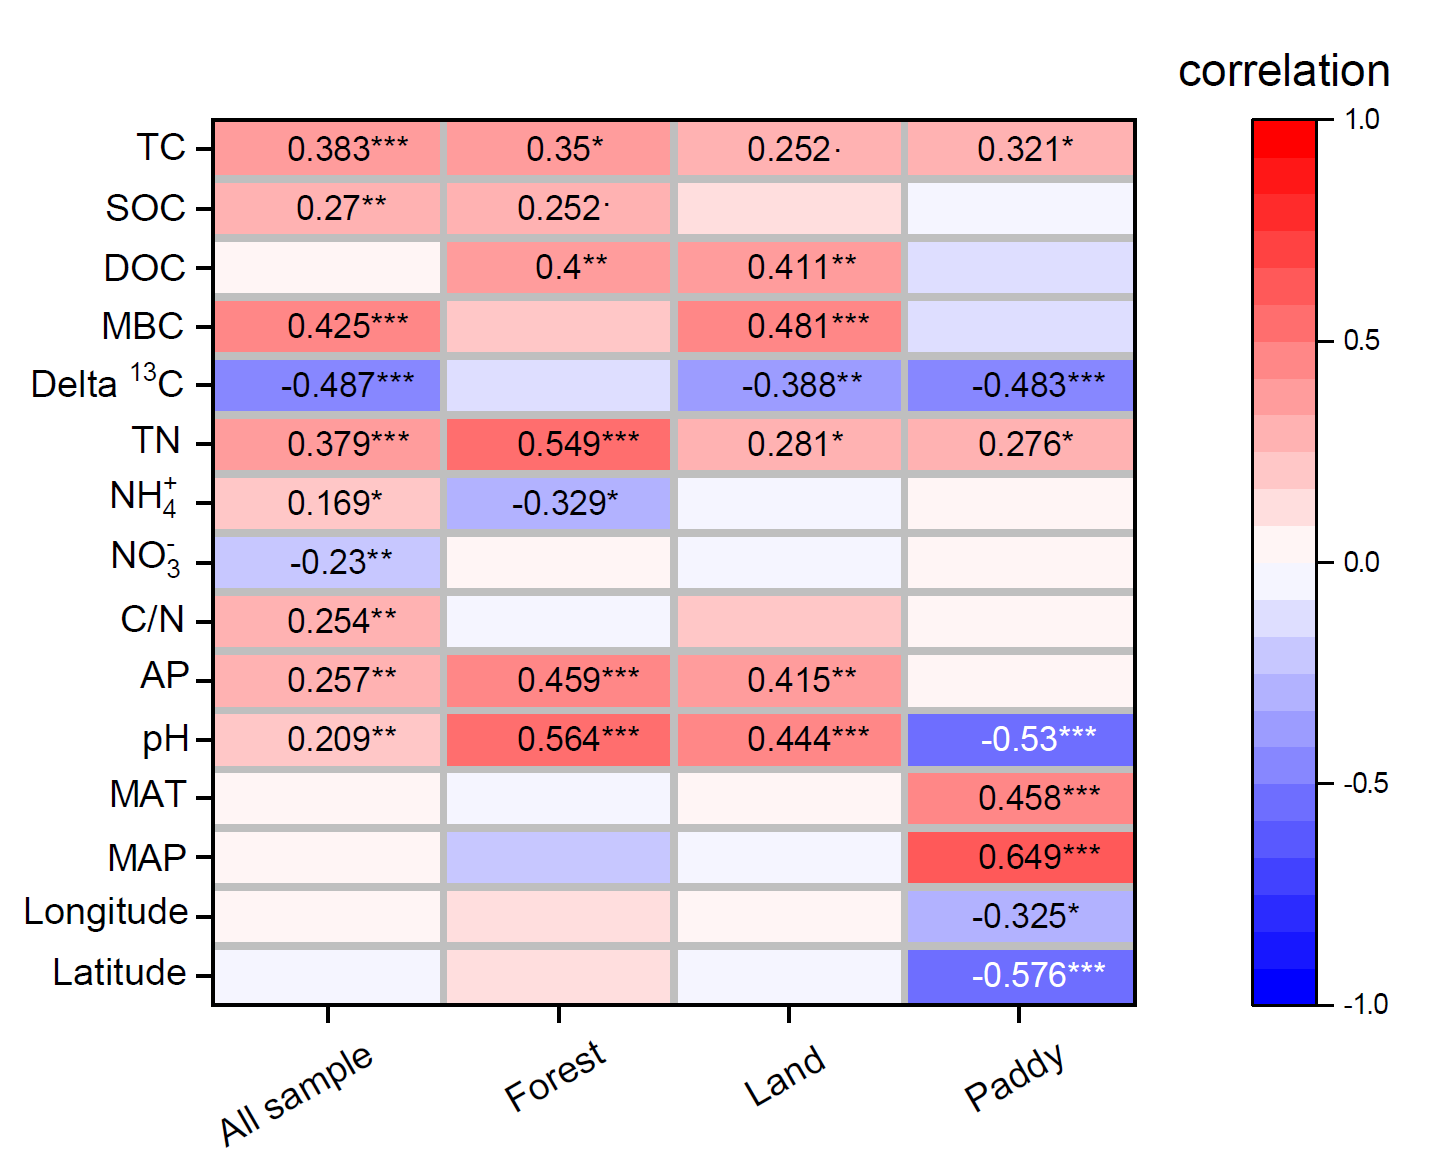 correlation
TC 0.383*** 0.35* 0.252· 0.321*
SOC 0.27** 0.252·
DOC 0.4** 0.411**
MBC 0.425*** 0.481***
Delta ¹³C -0.487*** -0.388** -0.483***
TN 0.379*** 0.549*** 0.281* 0.276*
NH₄⁺ 0.169* -0.329*
NO₃⁻ -0.23**
C/N 0.254**
AP 0.257** 0.459*** 0.415**
pH 0.209** 0.564*** 0.444*** -0.53***
MAT 0.458***
MAP 0.649***
Longitude -0.325*
Latitude -0.576***
All sample Forest Land Paddy
1.0
0.5
0.0
-0.5
-1.0